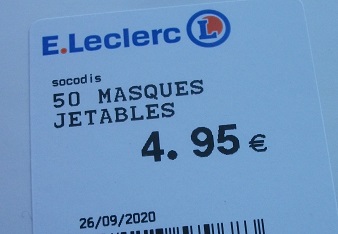 E.Leclerc L
socodis
50 MASQUES
JETABLES
4.95 €
26/09/2020